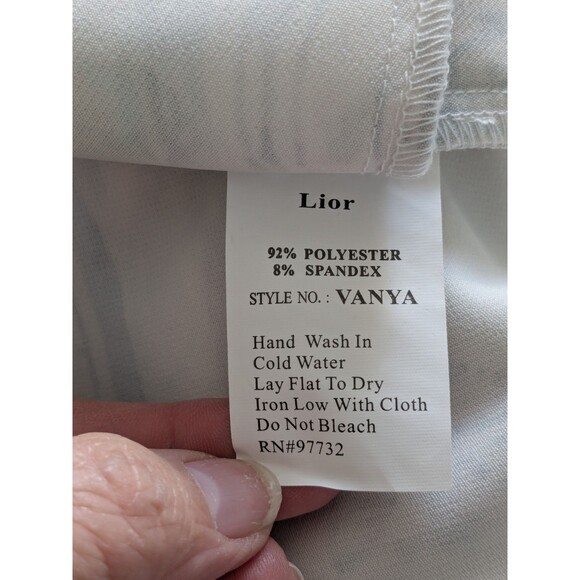 Lior
92% POLYESTER
8% SPANDEX
STYLE NO. : VANYA
Hand Wash In
Cold Water
Lay Flat To Dry
Iron Low With Cloth
Do Not Bleach
RN#97732